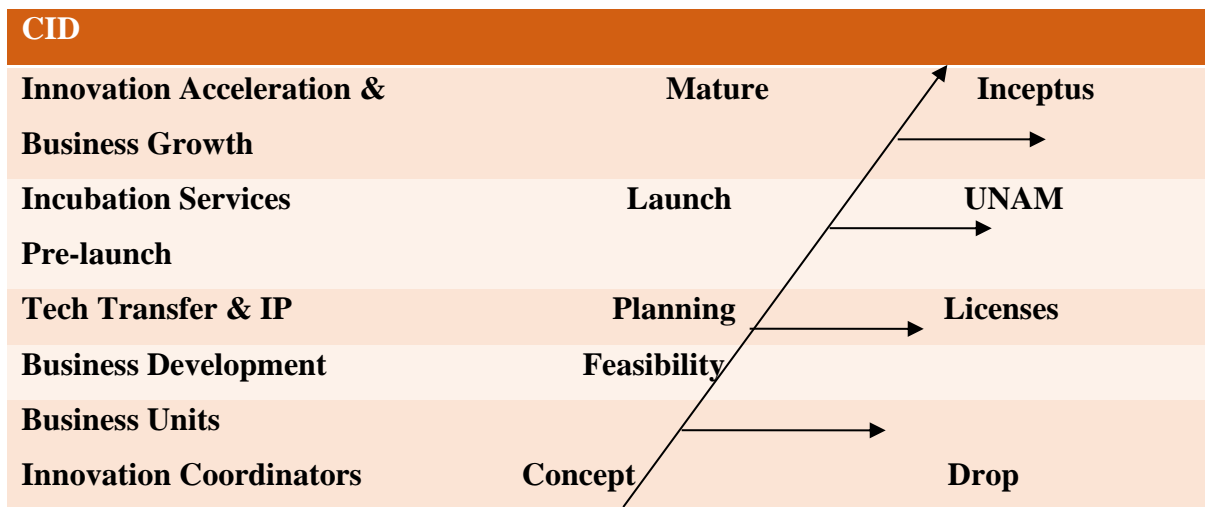 CID
Innovation Acceleration & Mature Inceptus
Business Growth
Incubation Services Launch UNAM
Pre-launch
Tech Transfer & IP Planning Licenses
Business Development Feasibility
Business Units
Innovation Coordinators Concept Drop